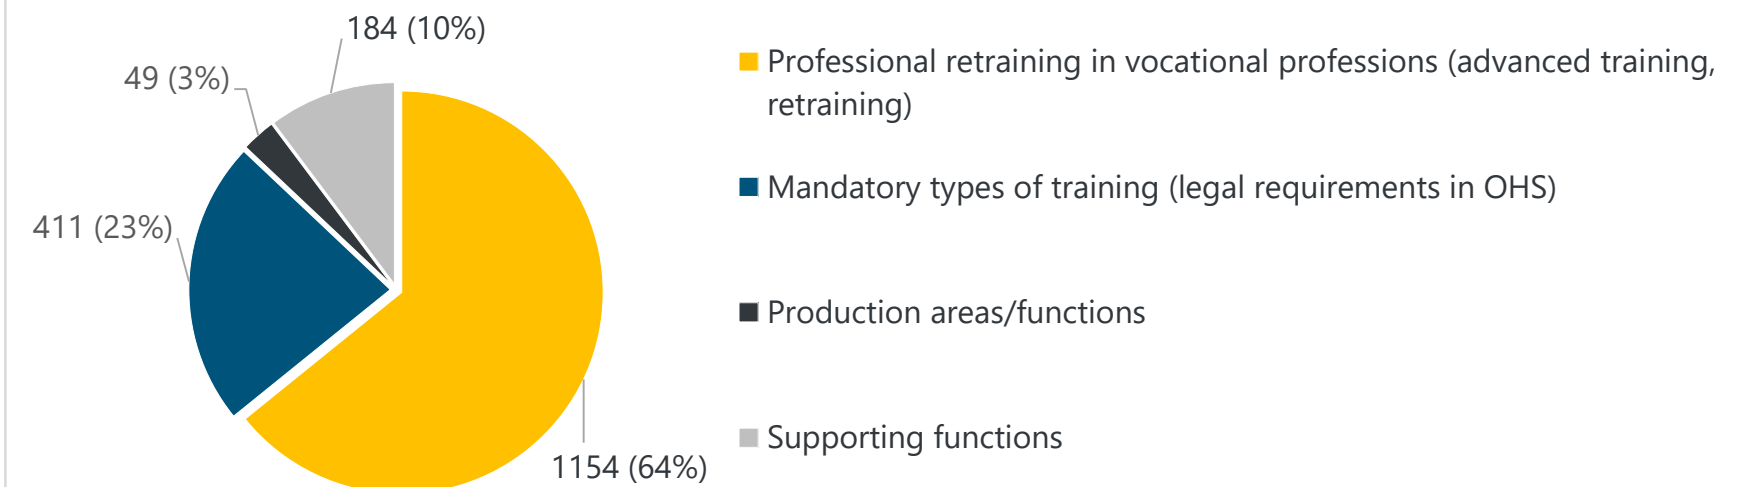 184 (10%)
49 (3%)
411 (23%)
1154 (64%)
Professional retraining in vocational professions (advanced training,
retraining)
Mandatory types of training (legal requirements in OHS)
Production areas/functions
Supporting functions